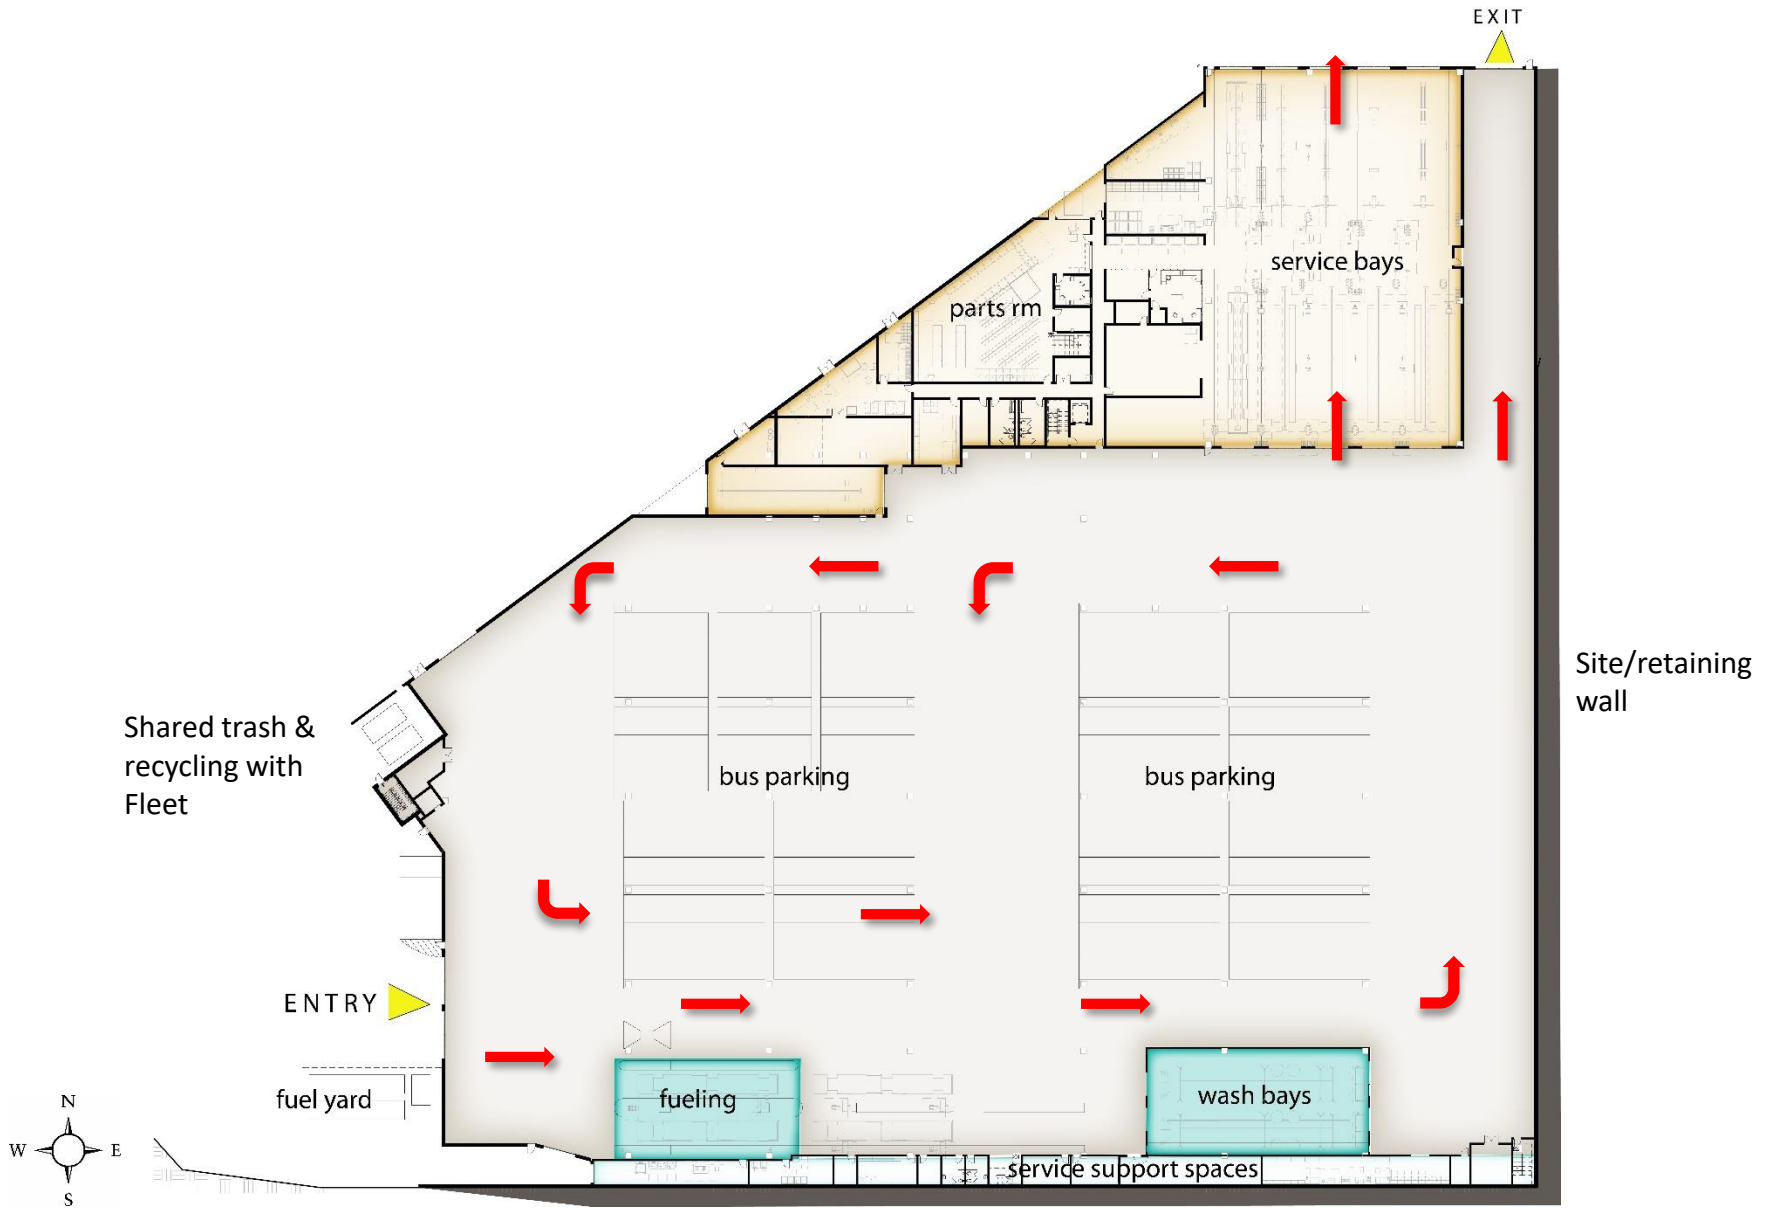 EXIT
service bays
parts rm
Site/retaining
wall
Shared trash &
recycling with
Fleet
bus parking
bus parking
ENTRY
fuel yard
fueling
wash bays
service support spaces
N
W E
S